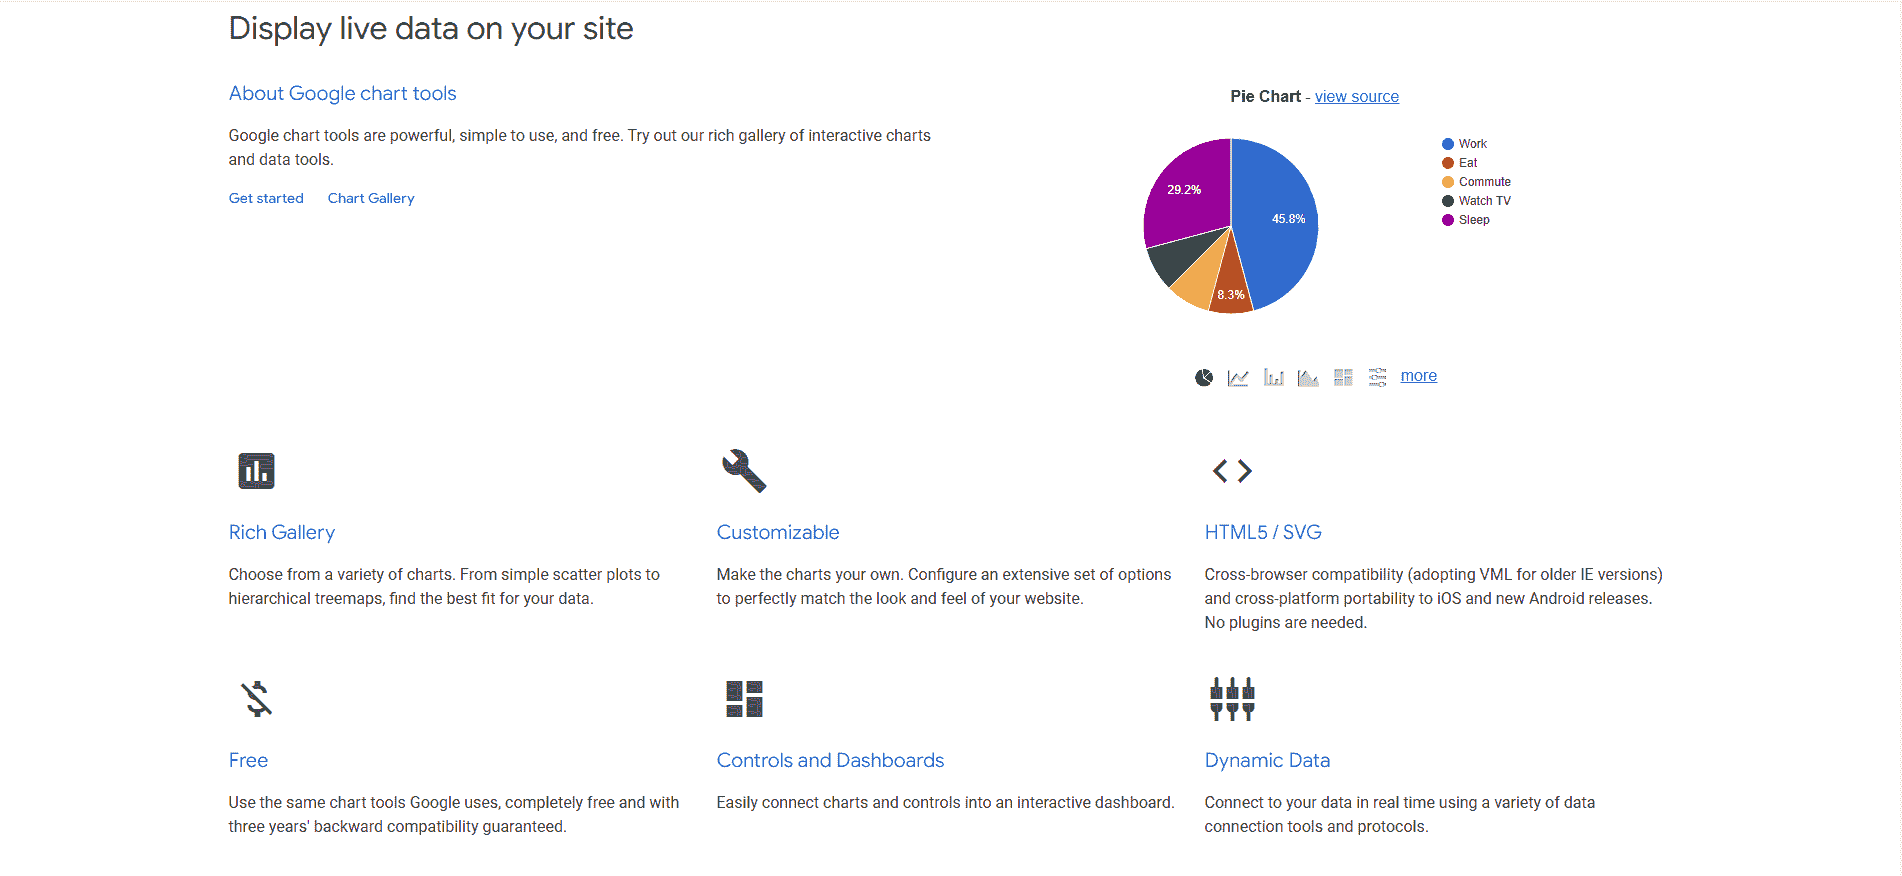 Display live data on your site
About Google chart tools
Google chart tools are powerful, simple to use, and free. Try out our rich gallery of interactive charts
and data tools.
Get started Chart Gallery
Pie Chart - view source
29.2%
45.8%
8.3%
Work
Eat
Commute
Watch TV
Sleep
more
Rich Gallery
Choose from a variety of charts. From simple scatter plots to
hierarchical treemaps, find the best fit for your data.
Customizable
Make the charts your own. Configure an extensive set of options
to perfectly match the look and feel of your website.
HTML5 / SVG
Cross-browser compatibility (adopting VML for older IE versions)
and cross-platform portability to iOS and new Android releases.
No plugins are needed.
Free
Use the same chart tools Google uses, completely free and with
three years' backward compatibility guaranteed.
Controls and Dashboards
Easily connect charts and controls into an interactive dashboard.
Dynamic Data
Connect to your data in real time using a variety of data
connection tools and protocols.